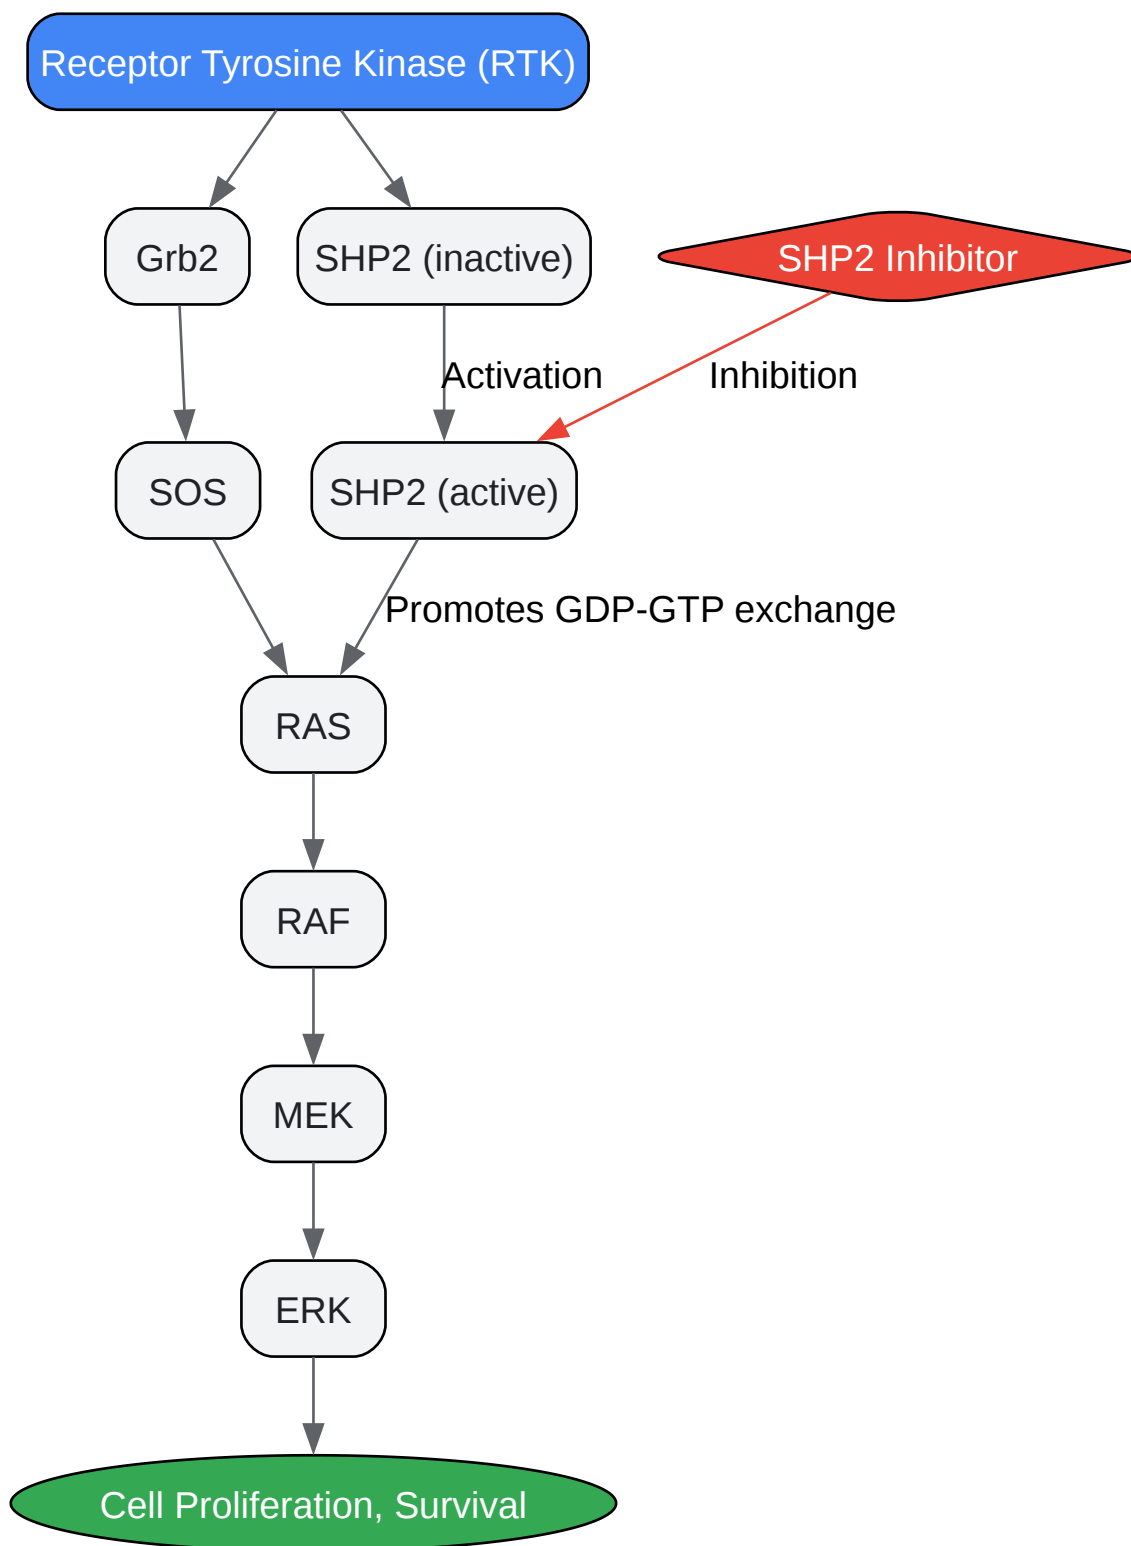 Receptor Tyrosine Kinase (RTK)
Grb2
SHP2 (inactive)
SHP2 Inhibitor
Activation
Inhibition
SOS
SHP2 (active)
Promotes GDP-GTP exchange
RAS
RAF
MEK
ERK
Cell Proliferation, Survival